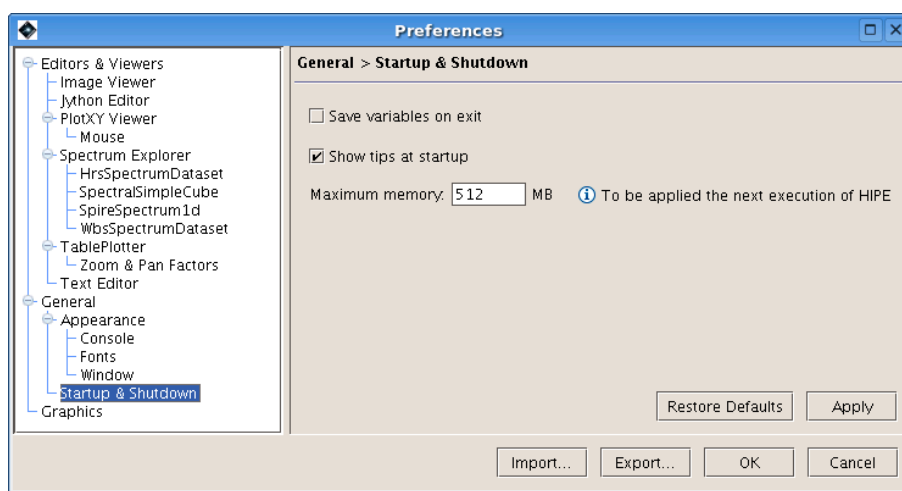 Preferences
Editors & Viewers
Image Viewer
Jython Editor
PlotXY Viewer
Mouse
Spectrum Explorer
HrsSpectrumDataset
SpectralSimpleCube
SpireSpectrum1d
WbsSpectrumDataset
TablePlotter
Zoom & Pan Factors
Text Editor
General
Appearance
Console
Fonts
Window
Startup & Shutdown
Graphics
General > Startup & Shutdown
Save variables on exit
Show tips at startup
Maximum memory: 512 MB To be applied the next execution of HIPE
Restore Defaults Apply
Import... Export... OK Cancel